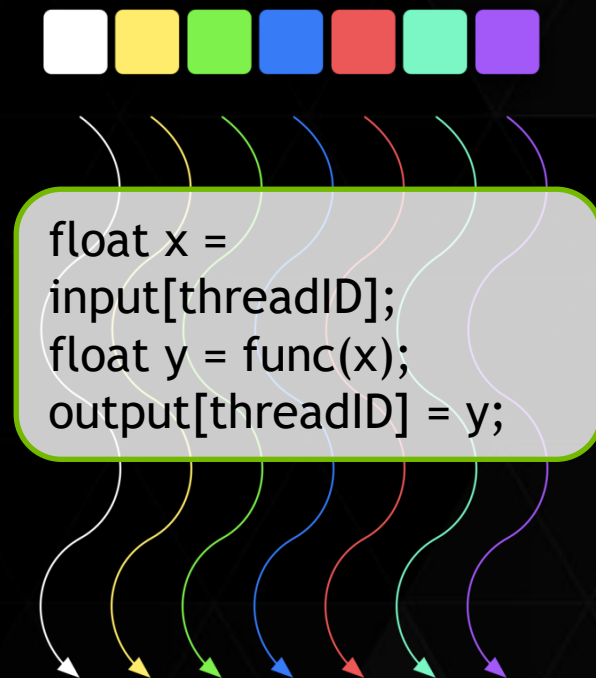 float x =
input[threadID];
float y = func(x);
output[threadID] = y;